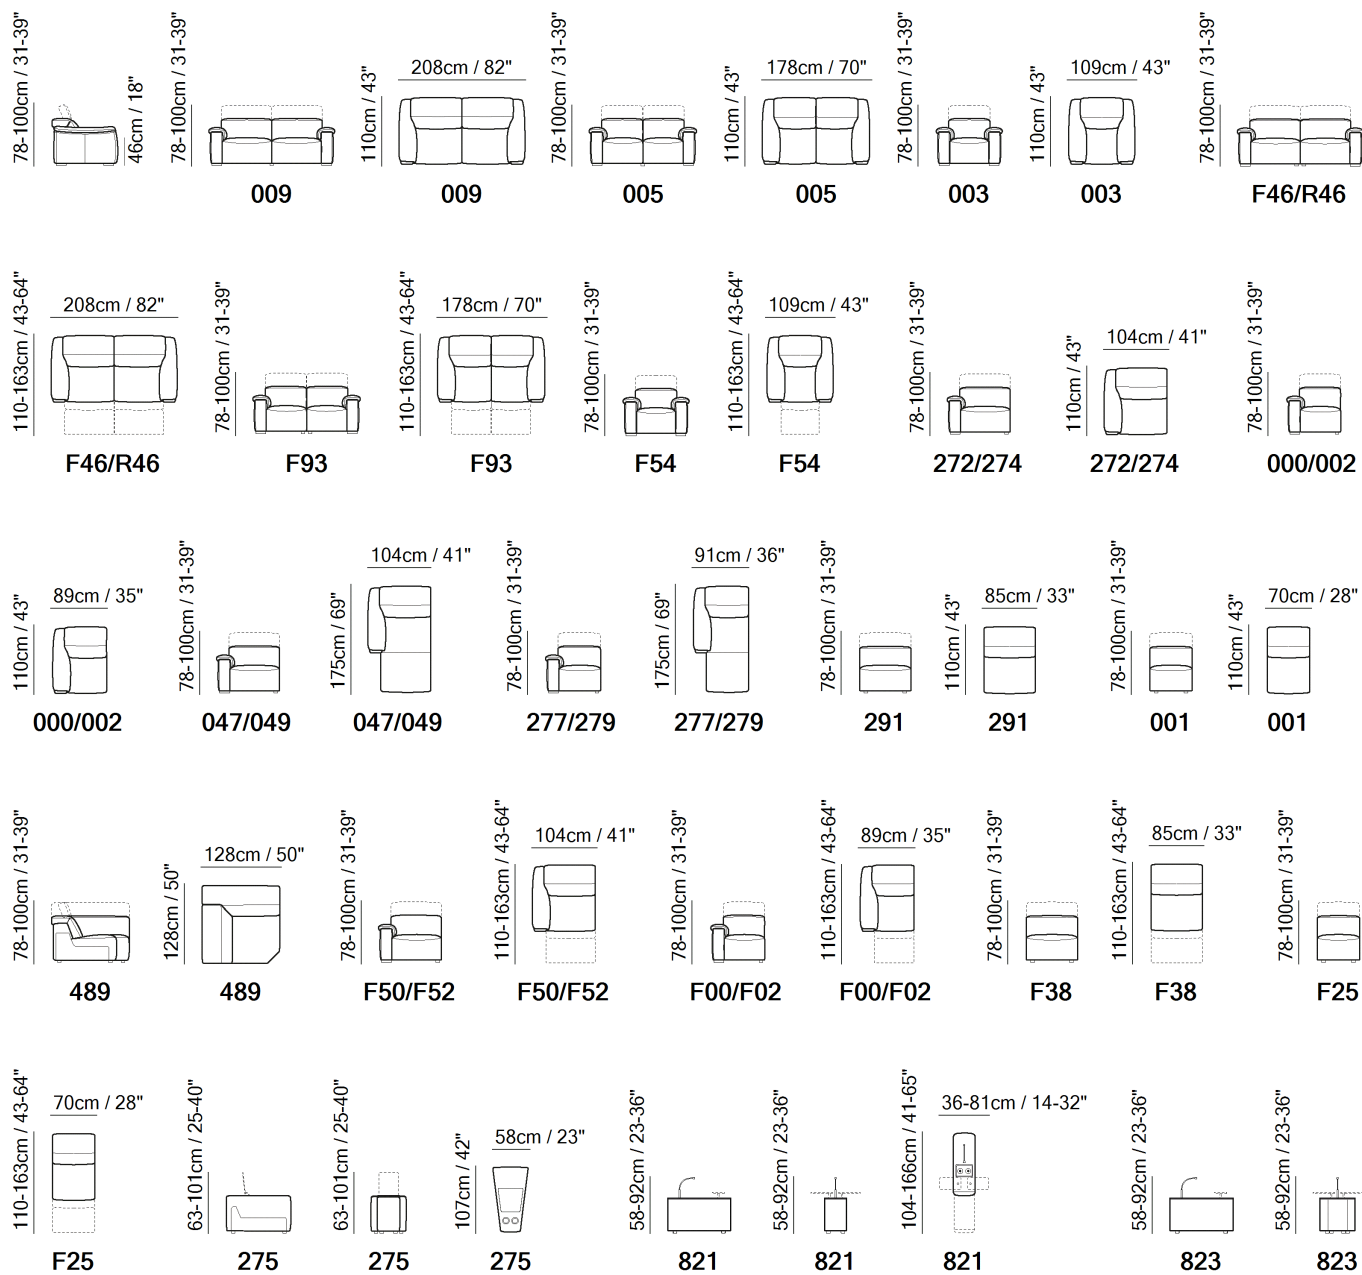 78-100cm / 31-39"
46cm / 18"
78-100cm / 31-39"
009
110cm / 43"
208cm / 82"
009
78-100cm / 31-39"
005
110cm / 43"
178cm / 70"
005
78-100cm / 31-39"
003
110cm / 43"
109cm / 43"
003
78-100cm / 31-39"
F46/R46
110-163cm / 43-64"
208cm / 82"
F46/R46
78-100cm / 31-39"
F93
110-163cm / 43-64"
178cm / 70"
F93
78-100cm / 31-39"
F54
110-163cm / 43-64"
109cm / 43"
F54
78-100cm / 31-39"
272/274
110cm / 43"
104cm / 41"
272/274
78-100cm / 31-39"
000/002
110cm / 43"
89cm / 35"
000/002
78-100cm / 31-39"
047/049
175cm / 69"
104cm / 41"
047/049
78-100cm / 31-39"
277/279
175cm / 69"
91cm / 36"
277/279
78-100cm / 31-39"
291
110cm / 43"
85cm / 33"
291
78-100cm / 31-39"
001
110cm / 43"
70cm / 28"
001
78-100cm / 31-39"
489
128cm / 50"
128cm / 50"
489
78-100cm / 31-39"
F50/F52
110-163cm / 43-64"
104cm / 41"
F50/F52
78-100cm / 31-39"
F00/F02
110-163cm / 43-64"
89cm / 35"
F00/F02
78-100cm / 31-39"
F38
110-163cm / 43-64"
85cm / 33"
F38
78-100cm / 31-39"
F25
110-163cm / 43-64"
70cm / 28"
F25
63-101cm / 25-40"
275
63-101cm / 25-40"
275
107cm / 42"
58cm / 23"
275
58-92cm / 23-36"
821
58-92cm / 23-36"
821
104-166cm / 41-65"
36-81cm / 14-32"
821
58-92cm / 23-36"
823
58-92cm / 23-36"
823